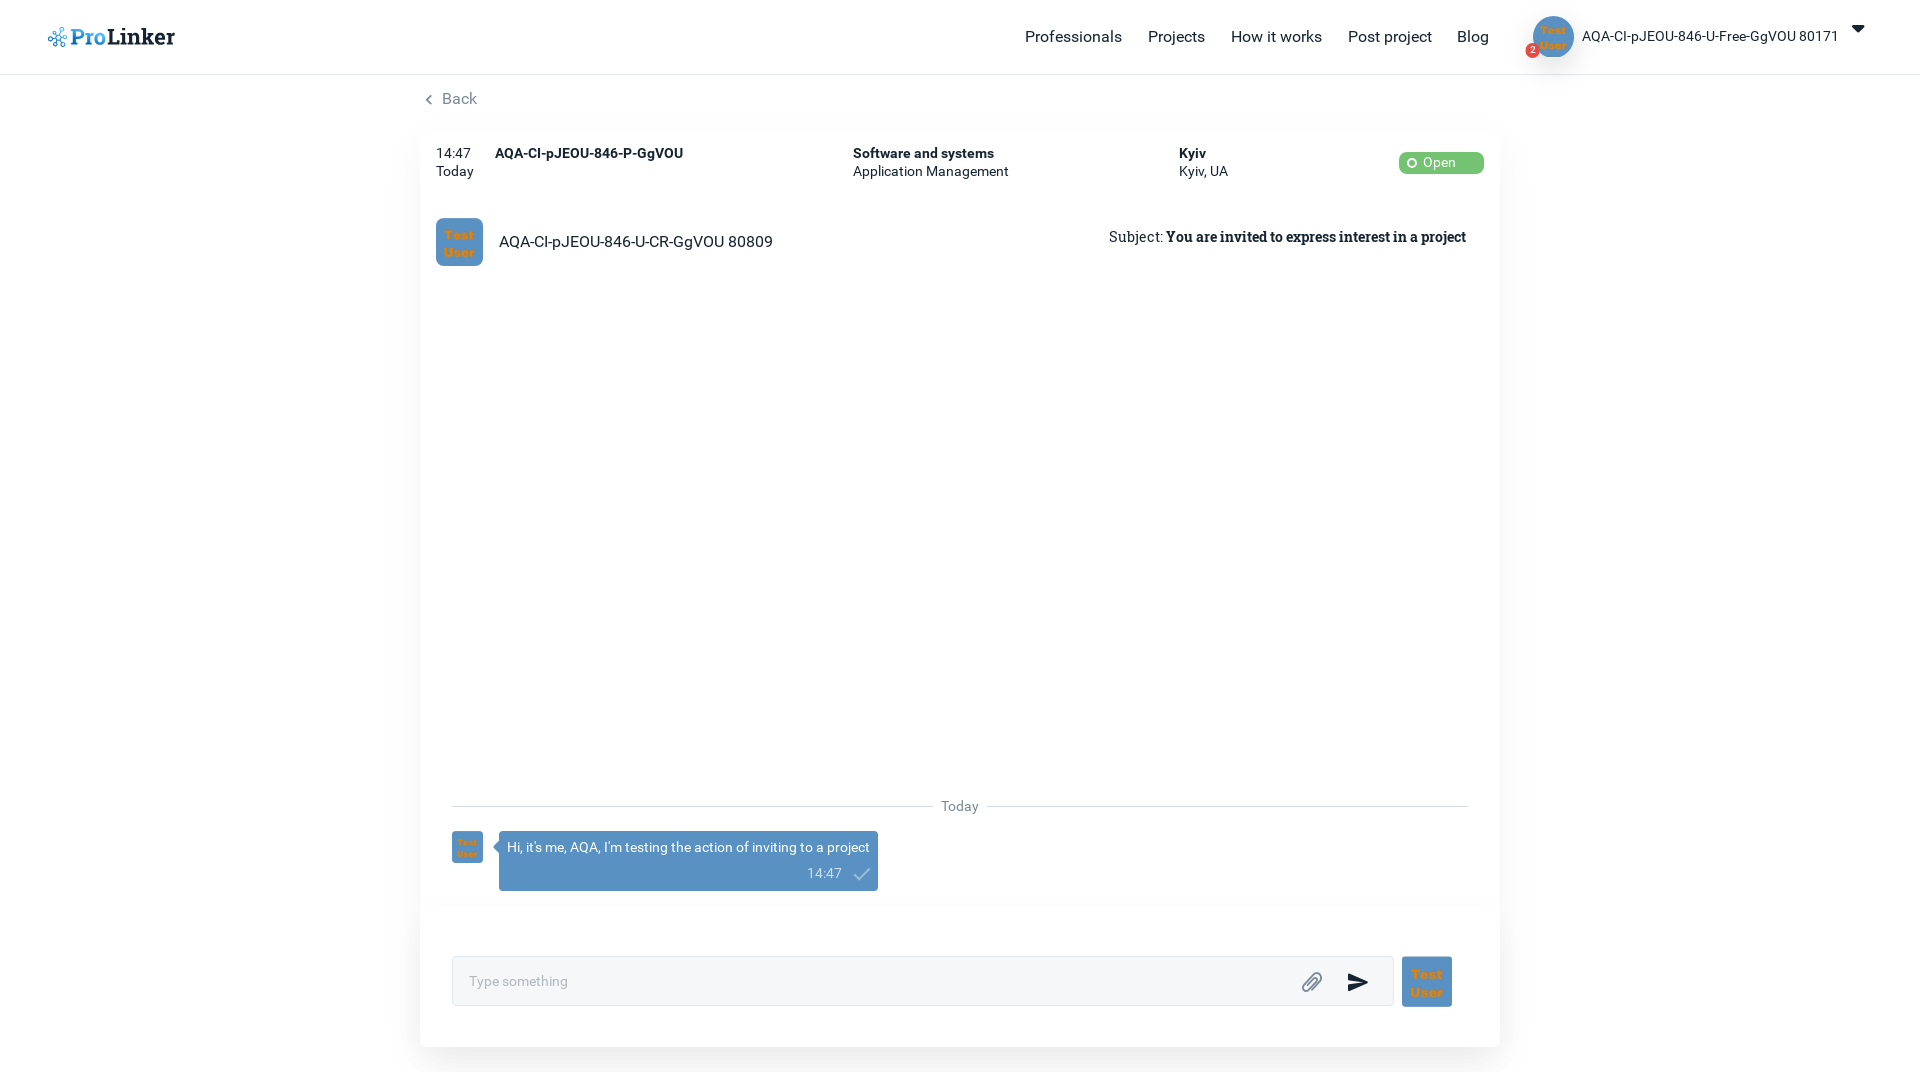 ProLinker
Professionals Projects How it works Post project Blog
Test User
2
AQA-CI-pJEOU-846-U-Free-GgVOU 80171
Back
14:47 AQA-CI-pJEOU-846-P-GgVOU Software and systems Kyiv
Today Application Management Kyiv, UA
Open
Test
User
AQA-CI-pJEOU-846-U-CR-GgVOU 80809
Subject: You are invited to express interest in a project
Today
Test
User
Hi, it's me, AQA, I'm testing the action of inviting to a project
14:47
Type something
Test
User